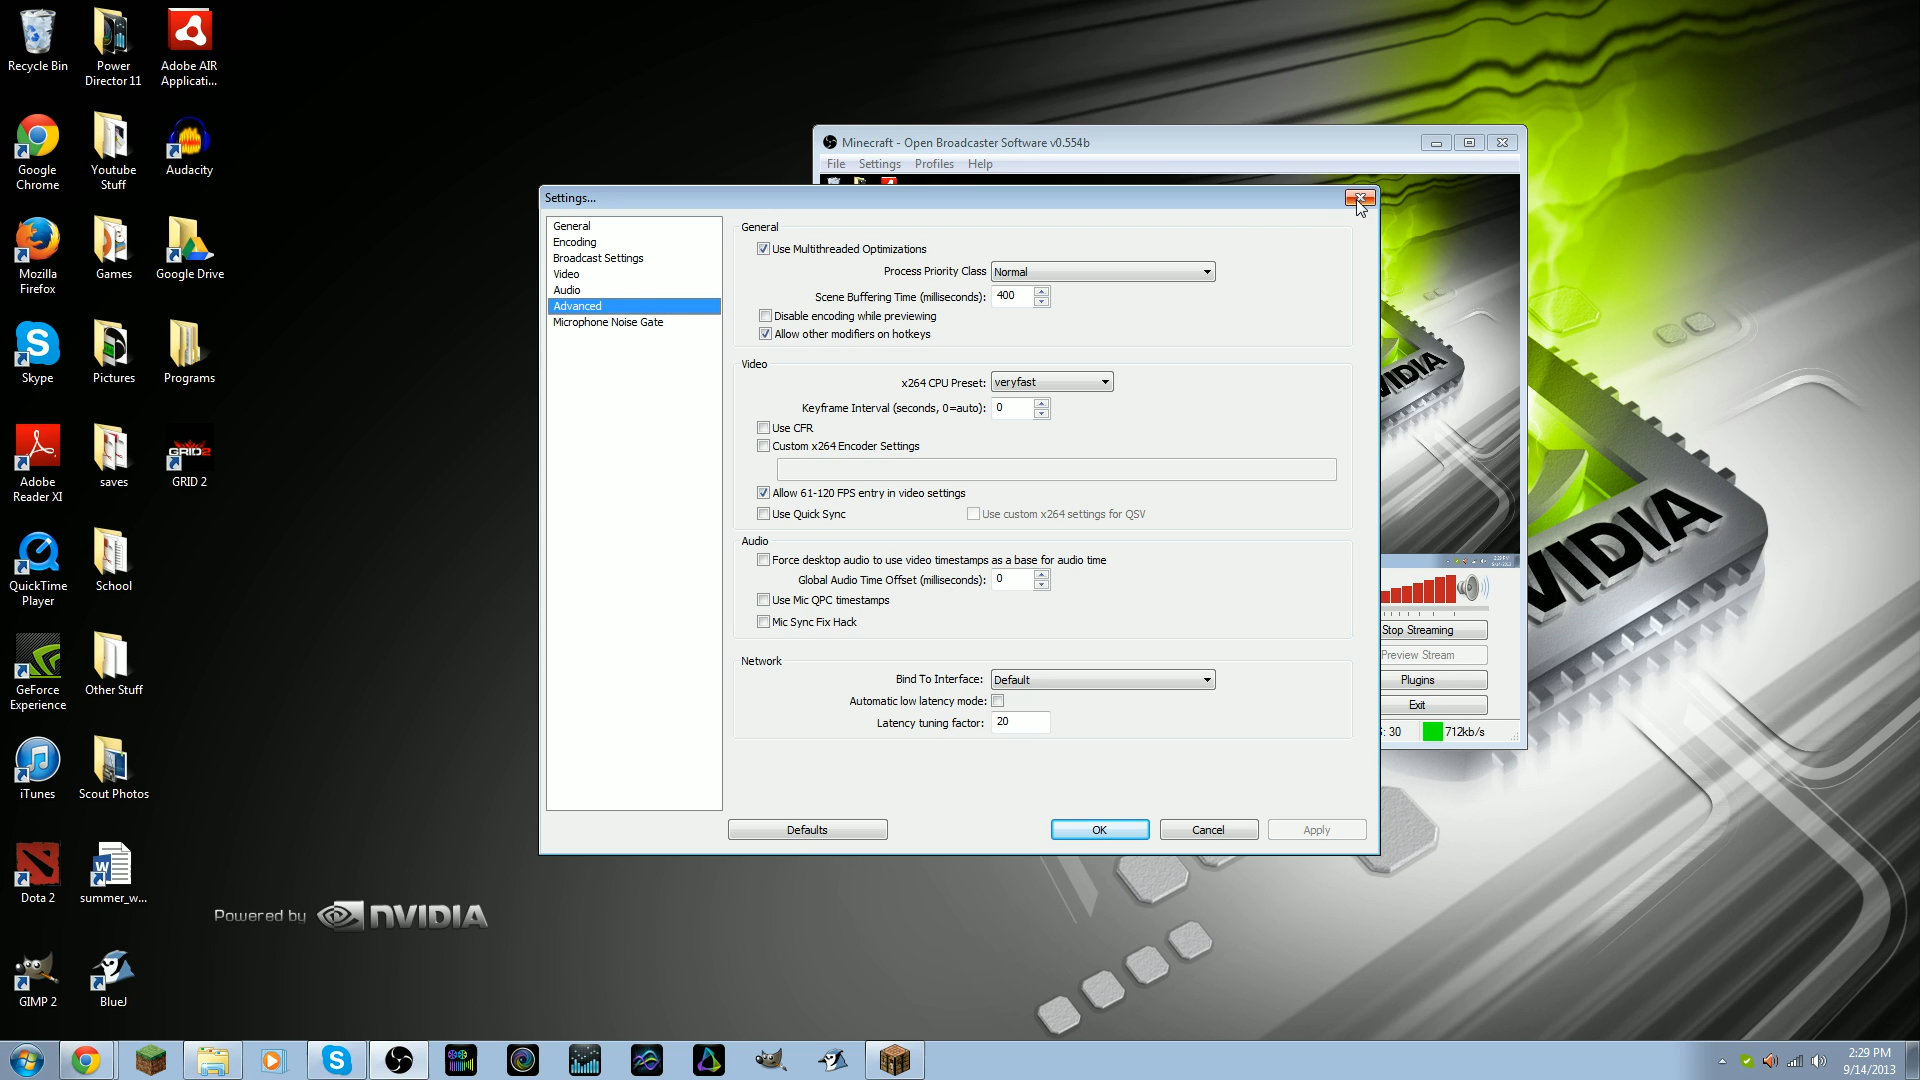 Recycle Bin
Power
Director 11
Adobe AIR
Applicati...
Google
Chrome
Youtube
Stuff
Audacity
Mozilla
Firefox
Games
Google Drive
Skype
Pictures
Programs
Adobe
Reader XI
saves
GRID 2
GRID 2
QuickTime
Player
School
GeForce
Experience
Other Stuff
iTunes
Scout Photos
Dota 2
summer_w...
GIMP 2
BlueJ
Powered by NVIDIA
Minecraft - Open Broadcaster Software v0.554b
File Settings Profiles Help
Settings...
General
Encoding
Broadcast Settings
Video
Audio
Advanced
Microphone Noise Gate
General
Use Multithreaded Optimizations
Process Priority Class Normal
Scene Buffering Time (milliseconds): 400
Disable encoding while previewing
Allow other modifiers on hotkeys
Video
x264 CPU Preset: veryfast
Keyframe Interval (seconds, 0=auto): 0
Use CFR
Custom x264 Encoder Settings
Allow 61-120 FPS entry in video settings
Use Quick Sync Use custom x264 settings for QSV
Audio
Force desktop audio to use video timestamps as a base for audio time
Global Audio Time Offset (milliseconds): 0
Use Mic QPC timestamps
Mic Sync Fix Hack
Network
Bind To Interface: Default
Automatic low latency mode:
Latency tuning factor: 20
Defaults OK Cancel Apply
VIDIA
VIDIA
Stop Streaming
Preview Stream
Plugins
Exit
: 30 712kb/s
2:29 PM
9/14/2013